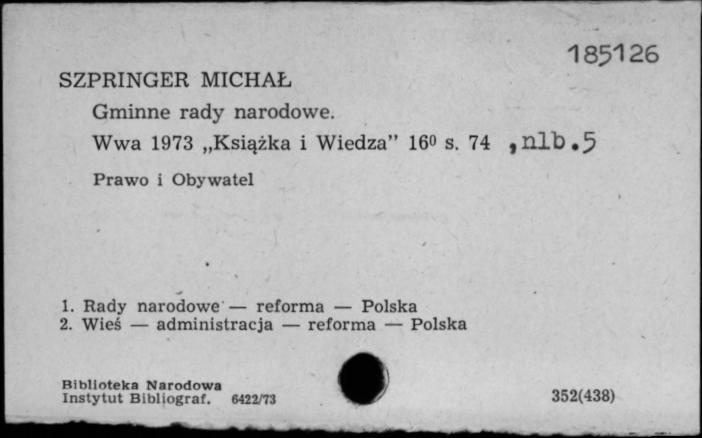 185126
SZPRINGER MICHAŁ
Gminne rady narodowe.
Wwa 1973 „Książka i Wiedza” 16⁰ s. 74 ,nlb.5
Prawo i Obywatel
1. Rady narodowe — reforma — Polska
2. Wieś — administracja — reforma — Polska
Biblioteka Narodowa
Instytut Bibliograf. 6422/73
352(438)